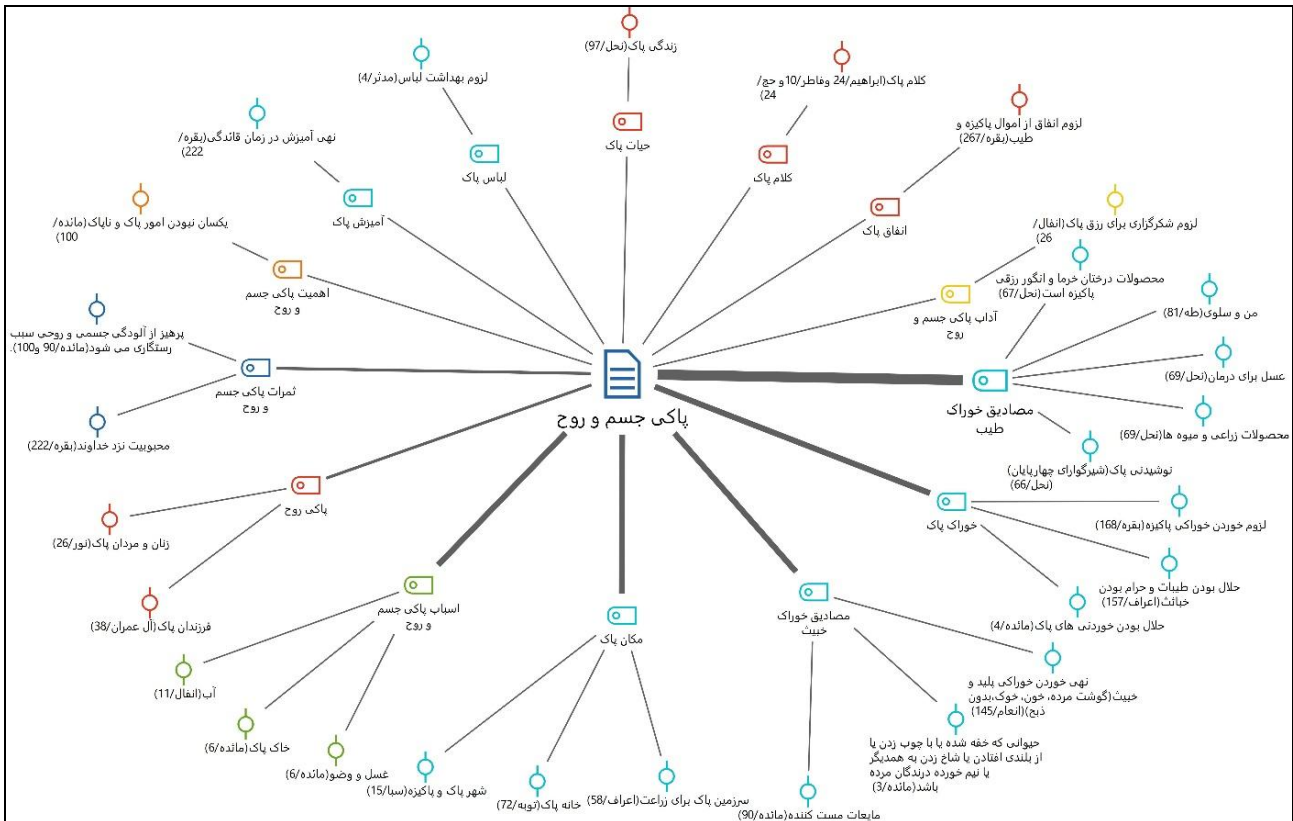 زندگی پاک(نحل/97)
حیات پاک
کلام پاک(ابراهیم/24 وفاطر/10و حج/
24)
کلام پاک
لزوم انفاق از اموال پاکیزه و
طیب(بقره/267)
انفاق پاک
لزوم شکرگزاری برای رزق پاک(انفال/
26)
آداب پاکی جسم و
روح
محصولات درختان خرما و انگور رزقی
پاکیزه است(نحل/67)
من و سلوی(طه/81)
عسل برای درمان(نحل/69)
محصولات زراعی و میوه ها(نحل/69)
نوشیدنی پاک(شیرگوارای چهارپایان)
(نحل/66)
مصادیق خوراک
طیب
خوراک پاک
لزوم خوردن خوراکی پاکیزه(بقره/168)
حلال بودن طیبات و حرام بودن
خبائث(اعراف/157)
حلال بودن خوردنی های پاک(مائده/4)
مصادیق خوراک
خبیث
نهی خوردن خوراکی پلید و
خبیث(گوشت مرده، خون، خوک،بدون
ذبح)(انعام/145)
حیوانی که خفه شده یا با چوب زدن یا
از بلندی افتادن یا شاخ زدن به همدیگر
یا نیم خورده درندگان مرده
باشد(مائده/3)
مایعات مست کننده(مائده/90)
مکان پاک
سرزمین پاک برای زراعت(اعراف/58)
خانه پاک(توبه/72)
شهر پاک و پاکیزه(سبا/15)
اسباب پاکی جسم
و روح
غسل و وضو(مائده/6)
خاک پاک(مائده/6)
آب(انفال/11)
پاکی روح
فرزندان پاک(آل عمران/38)
زنان و مردان پاک(نور/26)
ثمرات پاکی جسم
و روح
محبوبیت نزد خداوند(بقره/222)
پرهیز از آلودگی جسمی و روحی سبب
رستگاری می شود(مائده/90 و100).
اهمیت پاکی جسم
و روح
یکسان نبودن امور پاک و ناپاک(مائده/
100)
آمیزش پاک
نهی آمیزش در زمان قائدگی(بقره/
222)
لباس پاک
لزوم بهداشت لباس(مدثر/4)
پاکی جسم و روح